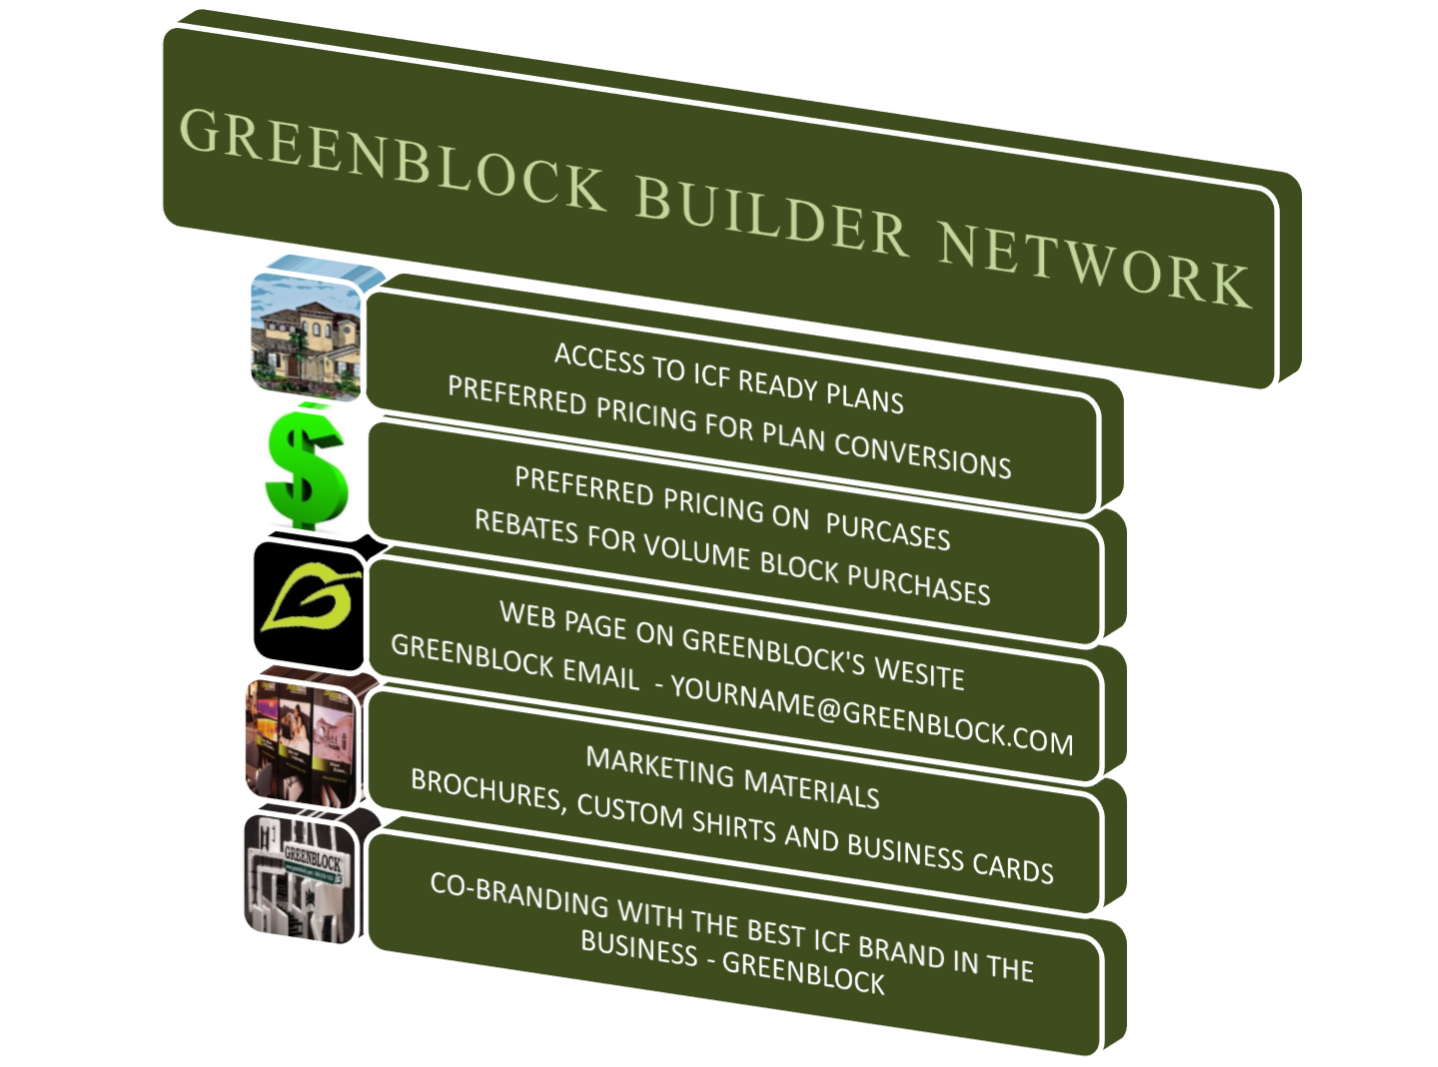 GREENBLOCK BUILDER NETWORK
ACCESS TO ICF READY PLANS
PREFERRED PRICING FOR PLAN CONVERSIONS
PREFERRED PRICING ON  PURCASES
REBATES FOR VOLUME BLOCK PURCHASES
WEB PAGE ON GREENBLOCK'S WESITE
GREENBLOCK EMAIL  - YOURNAME@GREENBLOCK.COM
MARKETING MATERIALS
BROCHURES, CUSTOM SHIRTS AND BUSINESS CARDS
GREENBLOCK
CO-BRANDING WITH THE BEST ICF BRAND IN THE
BUSINESS - GREENBLOCK